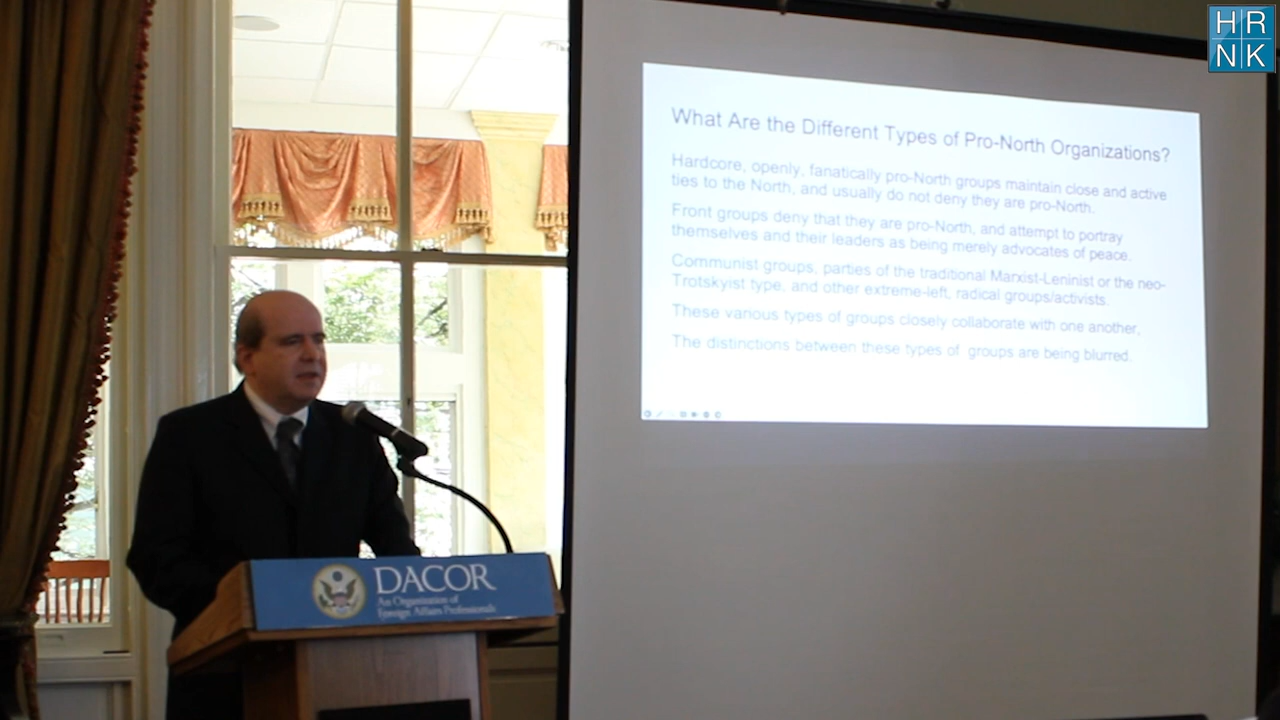 HR
NK
What Are the Different Types of Pro-North Organizations?
Hardcore, openly, fanatically pro-North groups maintain close and active
ties to the North, and usually do not deny they are pro-North.
Front groups deny that they are pro-North, and attempt to portray
themselves and their leaders as being merely advocates of peace.
Communist groups, parties of the traditional Marxist-Leninist or the neo-
Trotskyist type, and other extreme-left, radical groups/activists.
These various types of groups closely collaborate with one another,
The distinctions between these types of groups are being blurred.
DACOR
An Organization of
Foreign Affairs Professionals